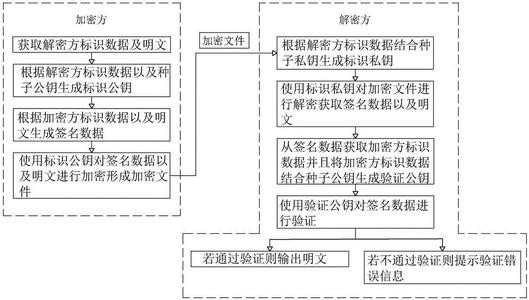 加密方
获取解密方标识数据及明文
根据解密方标识数据以及种
子公钥生成标识公钥
根据加密方标识数据以及明
文生成签名数据
使用标识公钥对签名数据以
及明文进行加密形成加密文
件
加密文件
解密方
根据解密方标识数据结合种
子私钥生成标识私钥
使用标识私钥对加密文件进
行解密获取签名数据以及明
文
从签名数据获取加密方标识
数据并且将加密方标识数据
结合种子公钥生成验证公钥
使用验证公钥对签名数据进
行验证
若通过验证则输出明文
若不通过验证则提示验证错
误信息